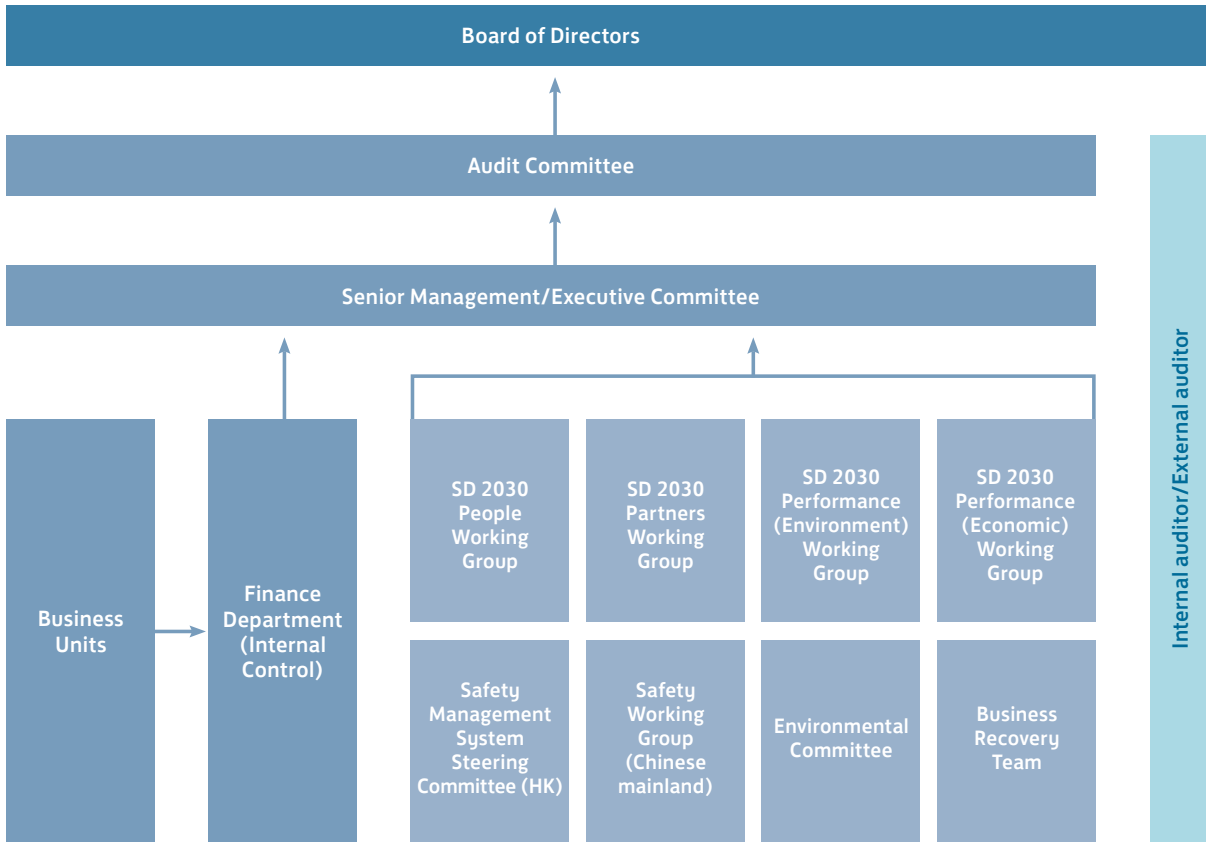 Board of Directors
Audit Committee
Senior Management/Executive Committee
Business
Units
Finance
Department
(Internal
Control)
SD 2030
People
Working
Group
SD 2030
Partners
Working
Group
SD 2030
Performance
(Environment)
Working
Group
SD 2030
Performance
(Economic)
Working
Group
Safety
Management
System
Steering
Committee (HK)
Safety
Working
Group
(Chinese
mainland)
Environmental
Committee
Business
Recovery
Team
Internal auditor/External auditor